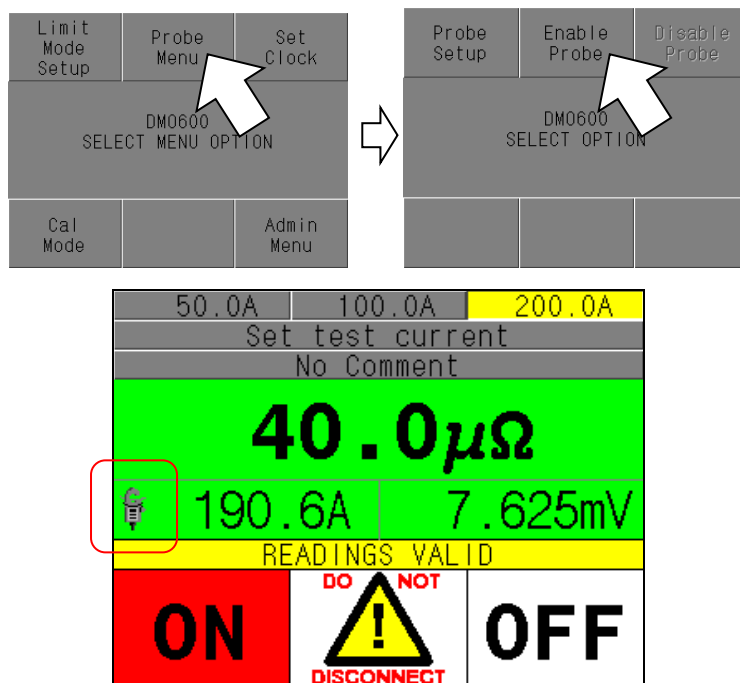 Limit Mode Setup
Probe Menu
Set Clock
DM0600
SELECT MENU OPTION
Cal Mode
Admin Menu
Probe Setup
Enable Probe
Disable Probe
DM0600
SELECT OPTION
50.0A 100.0A 200.0A
Set test current
No Comment
40.0µΩ
190.6A 7.625mV
READINGS VALID
ON
DO NOT
DISCONNECT
OFF